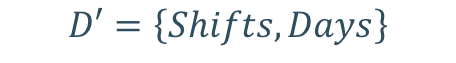 D′ = {Shifts, Days}